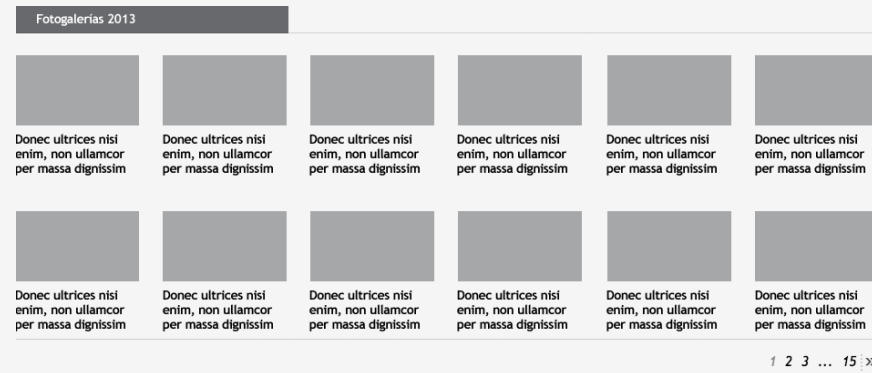 Fotogalerías 2013
Donec ultrices nisi
enim, non ullamcor
per massa dignissim
Donec ultrices nisi
enim, non ullamcor
per massa dignissim
Donec ultrices nisi
enim, non ullamcor
per massa dignissim
Donec ultrices nisi
enim, non ullamcor
per massa dignissim
Donec ultrices nisi
enim, non ullamcor
per massa dignissim
Donec ultrices nisi
enim, non ullamcor
per massa dignissim
Donec ultrices nisi
enim, non ullamcor
per massa dignissim
Donec ultrices nisi
enim, non ullamcor
per massa dignissim
Donec ultrices nisi
enim, non ullamcor
per massa dignissim
Donec ultrices nisi
enim, non ullamcor
per massa dignissim
Donec ultrices nisi
enim, non ullamcor
per massa dignissim
Donec ultrices nisi
enim, non ullamcor
per massa dignissim
1 2 3 ... 15 »